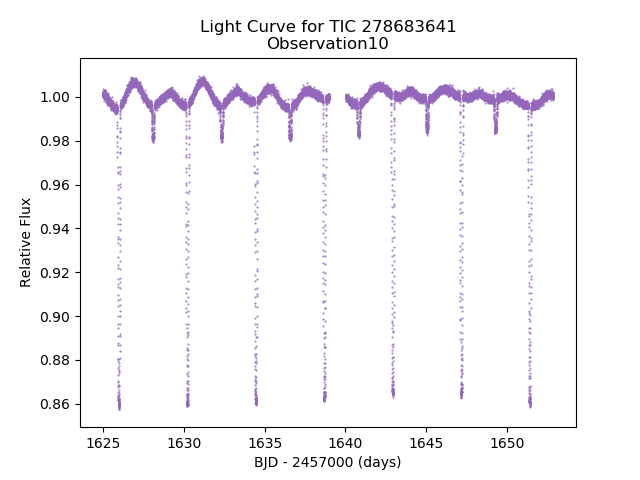 Light Curve for TIC 278683641
Observation10
1.00
0.98
0.96
0.94
0.92
0.90
0.88
0.86
Relative Flux
1625 1630 1635 1640 1645 1650
BJD - 2457000 (days)